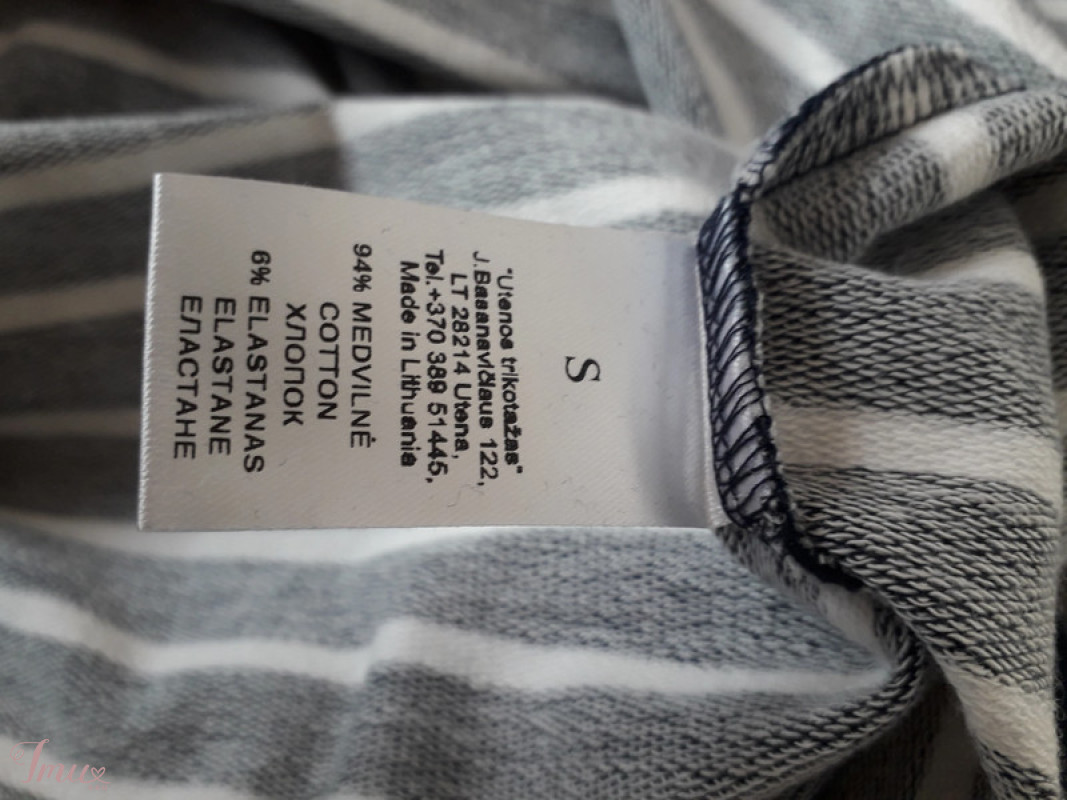 S
"Utenos trikotažas"
J.Basanavičiaus 122,
LT 28214 Utena,
Tel.+370 389 51445,
Made in Lithuania
94% MEDVILNĖ
COTTON
ХЛОПОК
6% ELASTANAS
ELASTANE
ЕЛАСТАНЕ
Imu